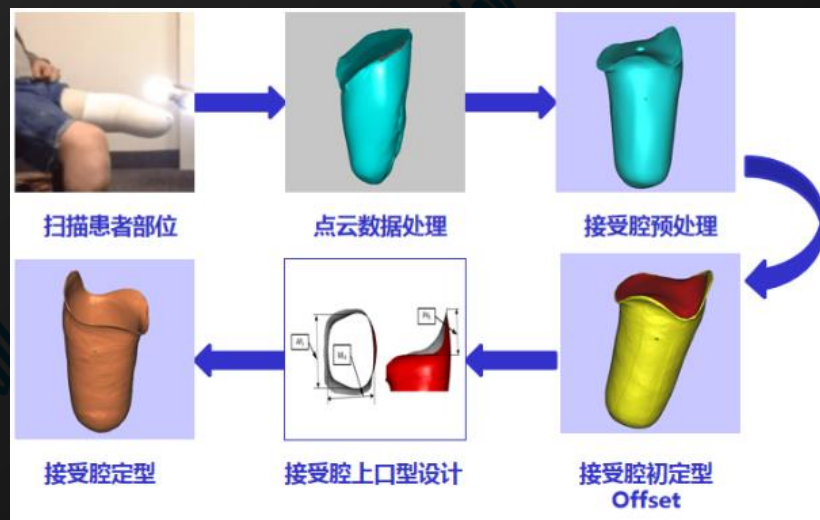 扫描患者部位
点云数据处理
接受腔预处理
接受腔定型
接受腔上口型设计
接受腔初定型
Offset